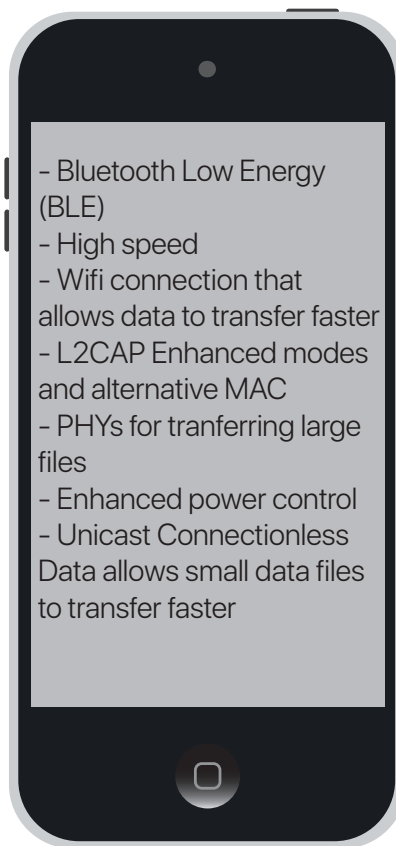 - Bluetooth Low Energy
(BLE)
- High speed
- Wifi connection that
allows data to transfer faster
- L2CAP Enhanced modes
and alternative MAC
- PHYs for tranferring large
files
- Enhanced power control
- Unicast Connectionless
Data allows small data files
to transfer faster